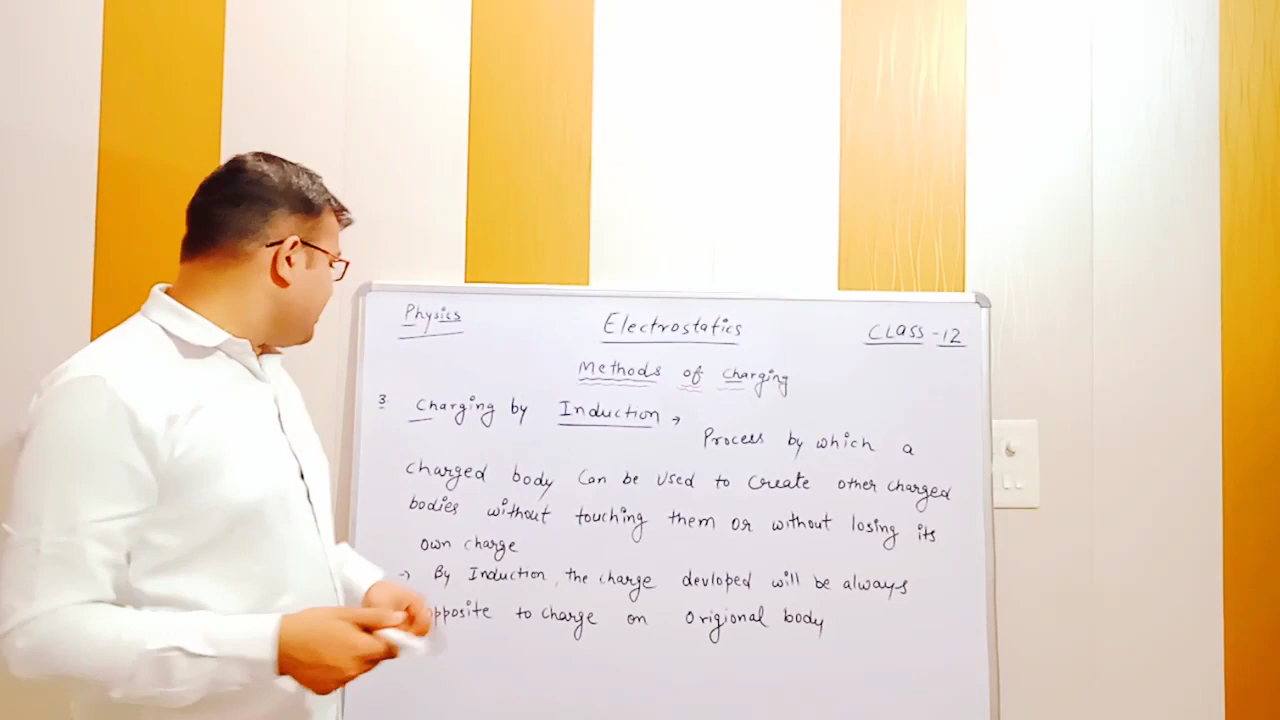 Physics Electrostatics CLASS-12
Methods of Charging
3. Charging by Induction →
Process by which a
charged body can be used to create other charged
bodies without touching them or without losing its
own charge
→ By Induction, the charge devloped will be always
opposite to charge on Origional body